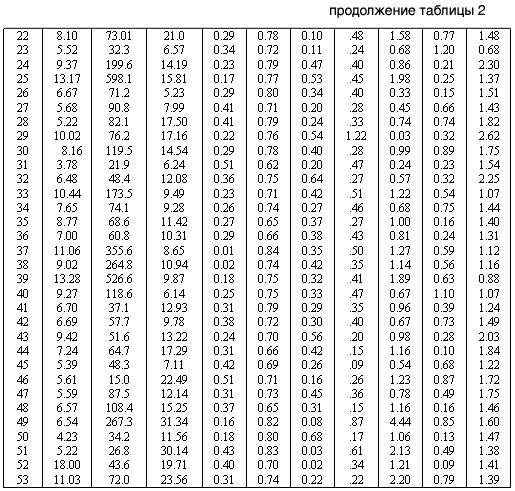 продолжение таблицы 2
22 8.10 73.01 21.0 0.29 0.78 0.10 .48 1.58 0.77 1.48
23 5.52 32.3 6.57 0.34 0.72 0.11 .24 0.68 1.20 0.68
24 9.37 199.6 14.19 0.23 0.79 0.47 .40 0.86 0.21 2.30
25 13.17 598.1 15.81 0.17 0.77 0.53 .45 1.98 0.25 1.37
26 6.67 71.2 5.23 0.29 0.80 0.34 .40 0.33 0.15 1.51
27 5.68 90.8 7.99 0.41 0.71 0.20 .28 0.45 0.66 1.43
28 5.22 82.1 17.50 0.41 0.79 0.24 .33 0.74 0.74 1.82
29 10.02 76.2 17.16 0.22 0.76 0.54 1.22 0.03 0.32 2.62
30 8.16 119.5 14.54 0.29 0.78 0.40 .28 0.99 0.89 1.75
31 3.78 21.9 6.24 0.51 0.62 0.20 .47 0.24 0.23 1.54
32 6.48 48.4 12.08 0.36 0.75 0.64 .27 0.57 0.32 2.25
33 10.44 173.5 9.49 0.23 0.71 0.42 .51 1.22 0.54 1.07
34 7.65 74.1 9.28 0.26 0.74 0.27 .46 0.68 0.75 1.44
35 8.77 68.6 11.42 0.27 0.65 0.37 .27 1.00 0.16 1.40
36 7.00 60.8 10.31 0.29 0.66 0.38 .43 0.81 0.24 1.31
37 11.06 355.6 8.65 0.01 0.84 0.35 .50 1.27 0.59 1.12
38 9.02 264.8 10.94 0.02 0.74 0.42 .35 1.14 0.56 1.16
39 13.28 526.6 9.87 0.18 0.75 0.32 .41 1.89 0.63 0.88
40 9.27 118.6 6.14 0.25 0.75 0.33 .47 0.67 1.10 1.07
41 6.70 37.1 12.93 0.31 0.79 0.29 .35 0.96 0.39 1.24
42 6.69 57.7 9.78 0.38 0.72 0.30 .40 0.67 0.73 1.49
43 9.42 51.6 13.22 0.24 0.70 0.56 .20 0.98 0.28 2.03
44 7.24 64.7 17.29 0.31 0.66 0.42 .15 1.16 0.10 1.84
45 5.39 48.3 7.11 0.42 0.69 0.26 .09 0.54 0.68 1.22
46 5.61 15.0 22.49 0.51 0.71 0.16 .26 1.23 0.87 1.72
47 5.59 87.5 12.14 0.31 0.73 0.45 .36 0.78 0.49 1.75
48 6.57 108.4 15.25 0.37 0.65 0.31 .15 1.16 0.16 1.46
49 6.54 267.3 31.34 0.16 0.82 0.08 .87 4.44 0.85 1.60
50 4.23 34.2 11.56 0.18 0.80 0.68 .17 1.06 0.13 1.47
51 5.22 26.8 30.14 0.43 0.83 0.03 .61 2.13 0.49 1.38
52 18.00 43.6 19.71 0.40 0.70 0.02 .34 1.21 0.09 1.41
53 11.03 72.0 23.56 0.31 0.74 0.22 .22 2.20 0.79 1.39